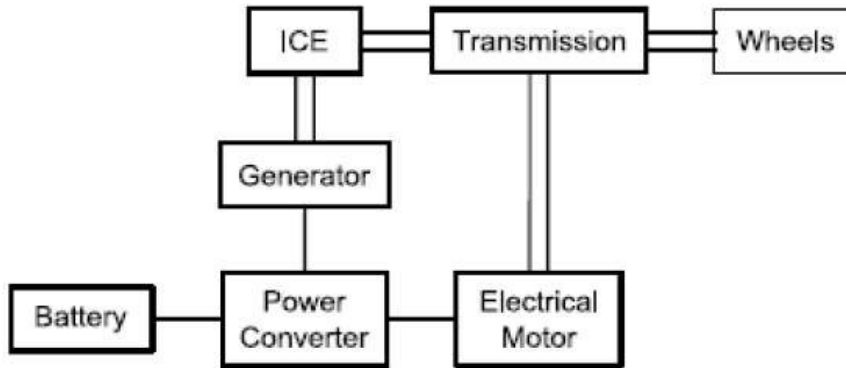 ICE
Transmission
Wheels
Generator
Battery
Power
Converter
Electrical
Motor